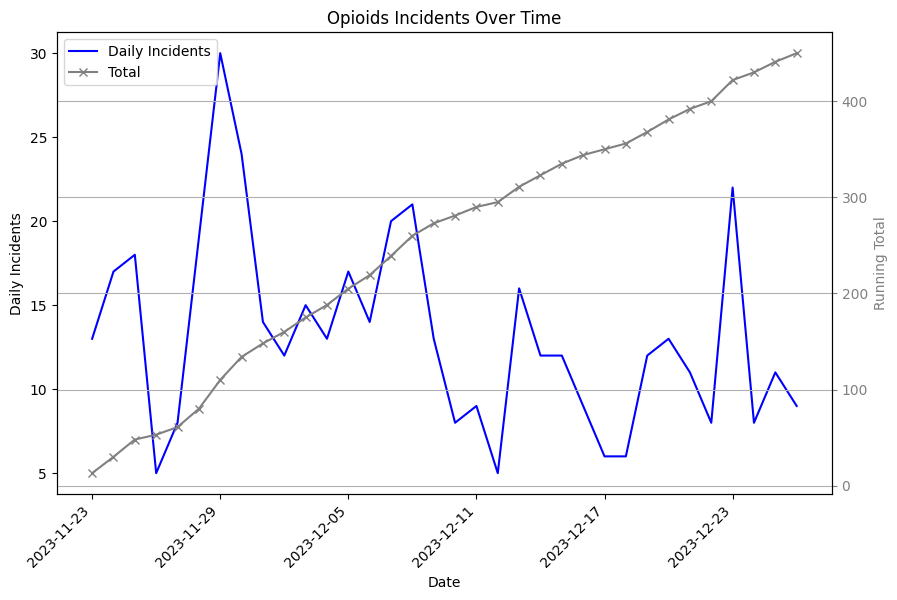 Opioids Incidents Over Time
Daily Incidents
Total
30
25
20
15
10
5
Daily Incidents
400
300
200
100
0
Running Total
2023-11-23
2023-11-29
2023-12-05
2023-12-11
2023-12-17
2023-12-23
Date